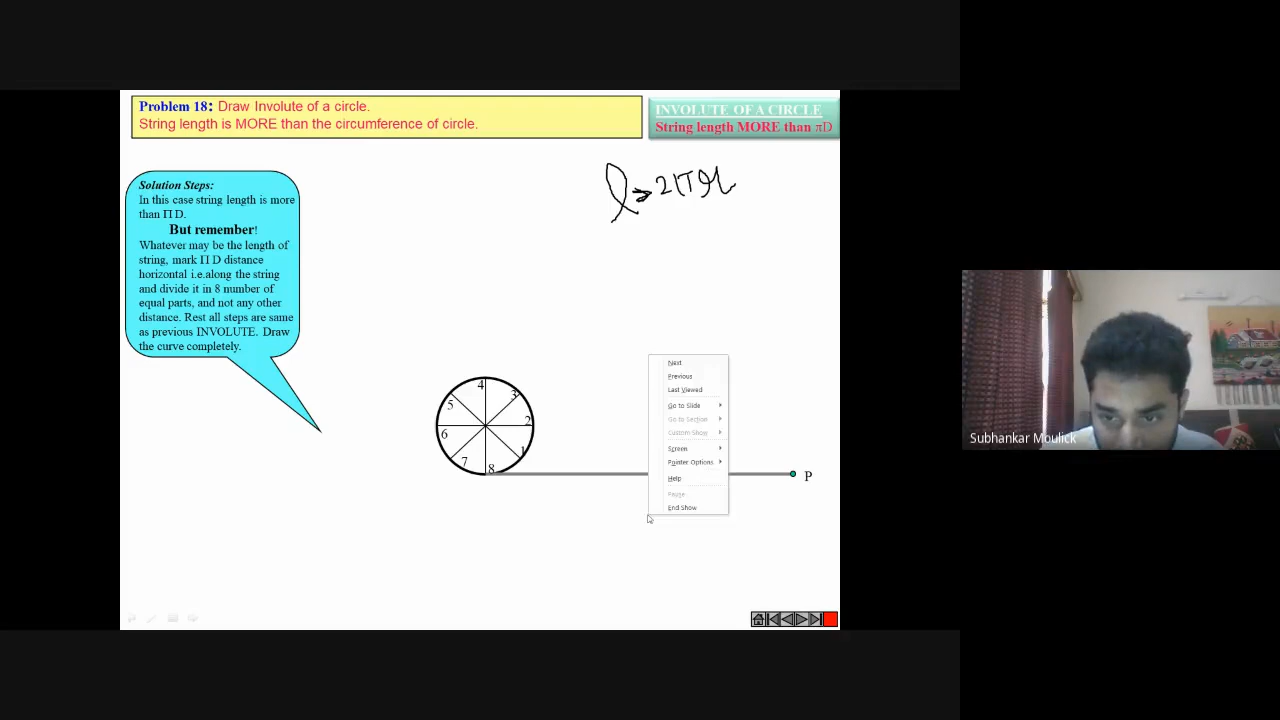 Problem 18: Draw Involute of a circle.
String length is MORE than the circumference of circle.
INVOLUTE OF A CIRCLE
String length MORE than πD
Solution Steps:
In this case string length is more
than Π D.
But remember!
Whatever may be the length of
string, mark Π D distance
horizontal i.e.along the string
and divide it in 8 number of
equal parts, and not any other
distance. Rest all steps are same
as previous INVOLUTE. Draw
the curve completely.
l > 2πr
4
3
5
2
6
1
7
8
P
Next
Previous
Last Viewed
Go to Slide
Go to Section
Custom Show
Screen
Pointer Options
Help
Pause
End Show
Subhankar Moulick